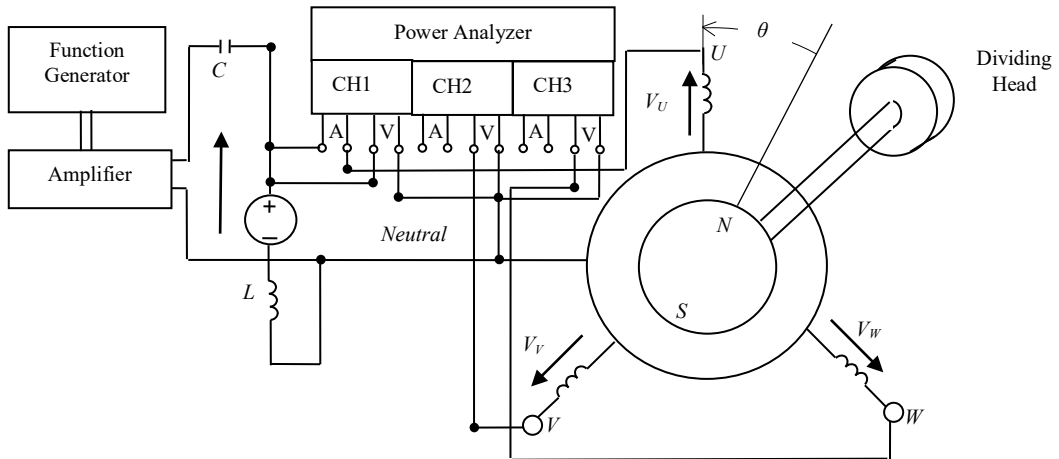 Function
Generator
Amplifier
C
Power Analyzer
CH1
CH2
CH3
A
V
A
V
A
V
+
−
L
Neutral
U
V_U
θ
Dividing
Head
N
S
V_V
V
V_W
W